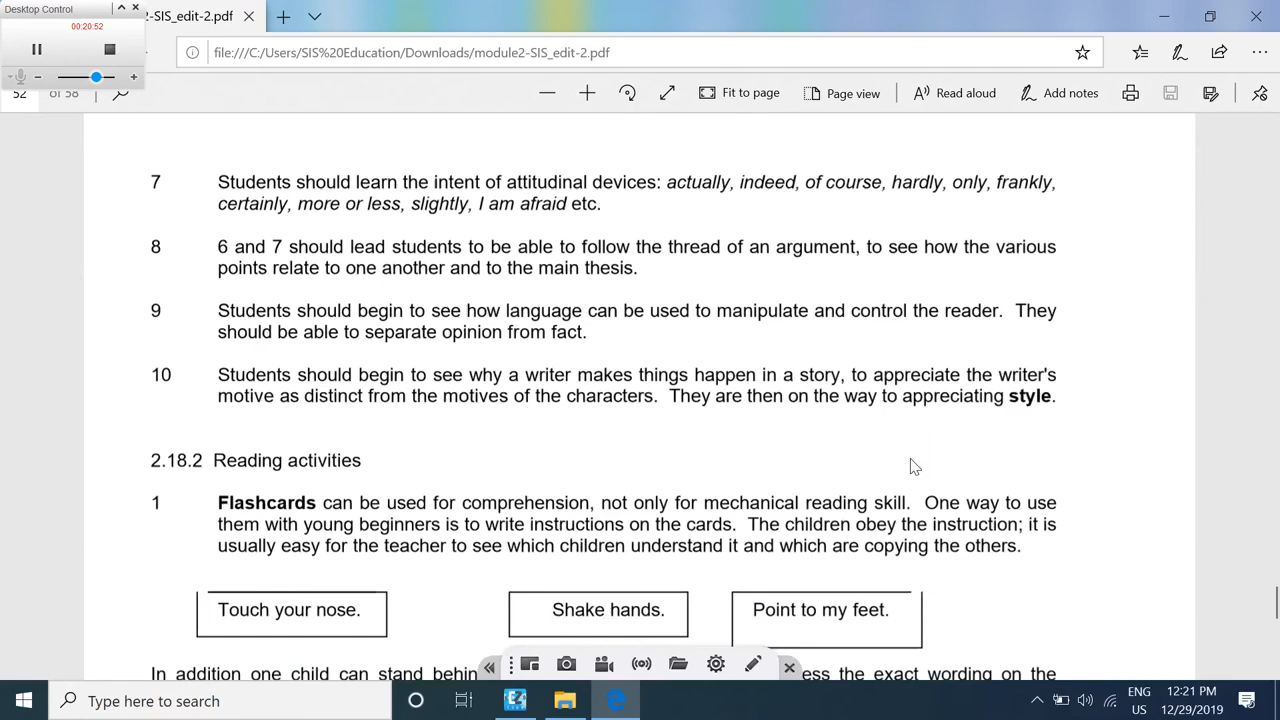 Desktop Control
00:20:52
2-SIS_edit-2.pdf
file:///C:/Users/SIS%20Education/Downloads/module2-SIS_edit-2.pdf
52 of 58
Fit to page
Page view
Read aloud
Add notes
7 Students should learn the intent of attitudinal devices: actually, indeed, of course, hardly, only, frankly,
certainly, more or less, slightly, I am afraid etc.
8 6 and 7 should lead students to be able to follow the thread of an argument, to see how the various
points relate to one another and to the main thesis.
9 Students should begin to see how language can be used to manipulate and control the reader. They
should be able to separate opinion from fact.
10 Students should begin to see why a writer makes things happen in a story, to appreciate the writer's
motive as distinct from the motives of the characters. They are then on the way to appreciating style.
2.18.2 Reading activities
1 Flashcards can be used for comprehension, not only for mechanical reading skill. One way to use
them with young beginners is to write instructions on the cards. The children obey the instruction; it is
usually easy for the teacher to see which children understand it and which are copying the others.
Touch your nose. Shake hands. Point to my feet.
In addition one child can stand behin ess the exact wording on the
Type here to search
ENG 12:21 PM
US 12/29/2019